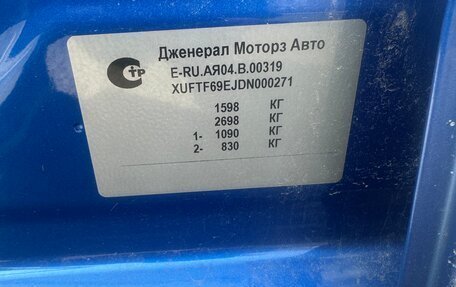 Дженерал Моторз Авто
E-RU.АЯ04.В.00319
XUFTF69EJDN000271
1598 КГ
2698 КГ
1- 1090 КГ
2- 830 КГ